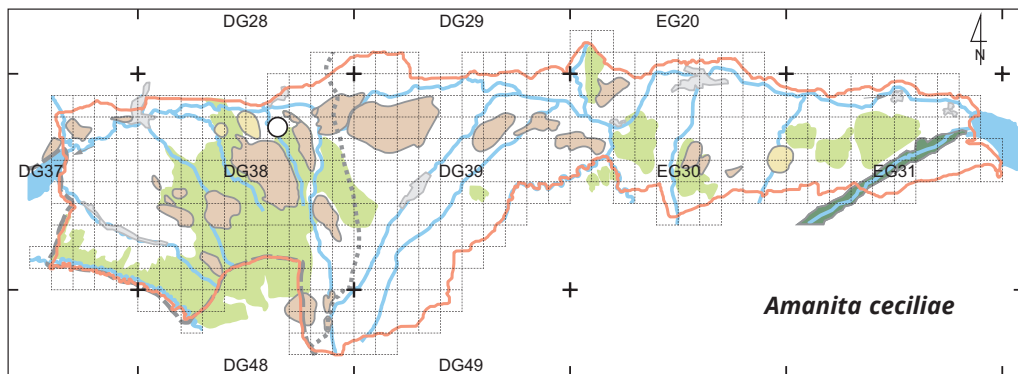 DG28 DG29 EG20
N
DG37 DG38 DG39 EG30 EG31
Amanita ceciliae
DG48 DG49